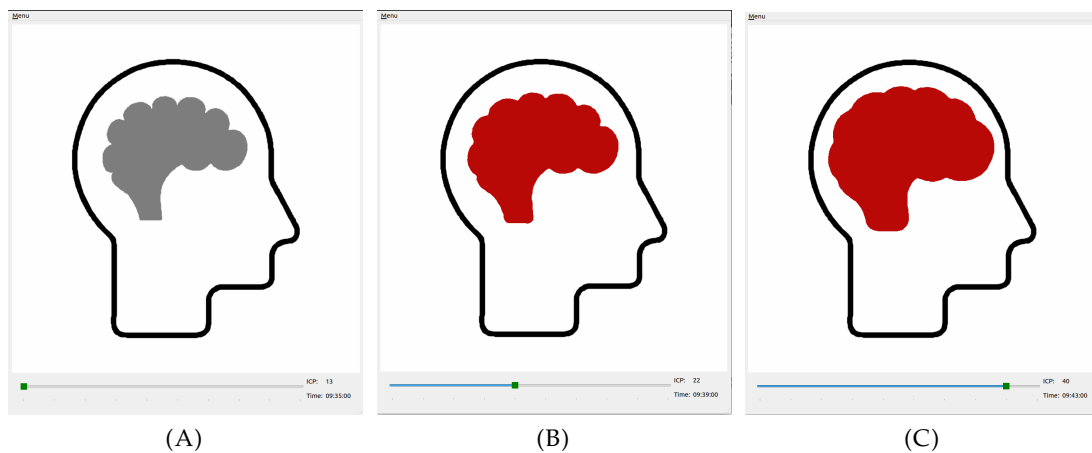 Menu
ICP: 13
Time: 09:35:00
(A)
Menu
ICP: 22
Time: 09:39:00
(B)
Menu
ICP: 40
Time: 09:43:00
(C)